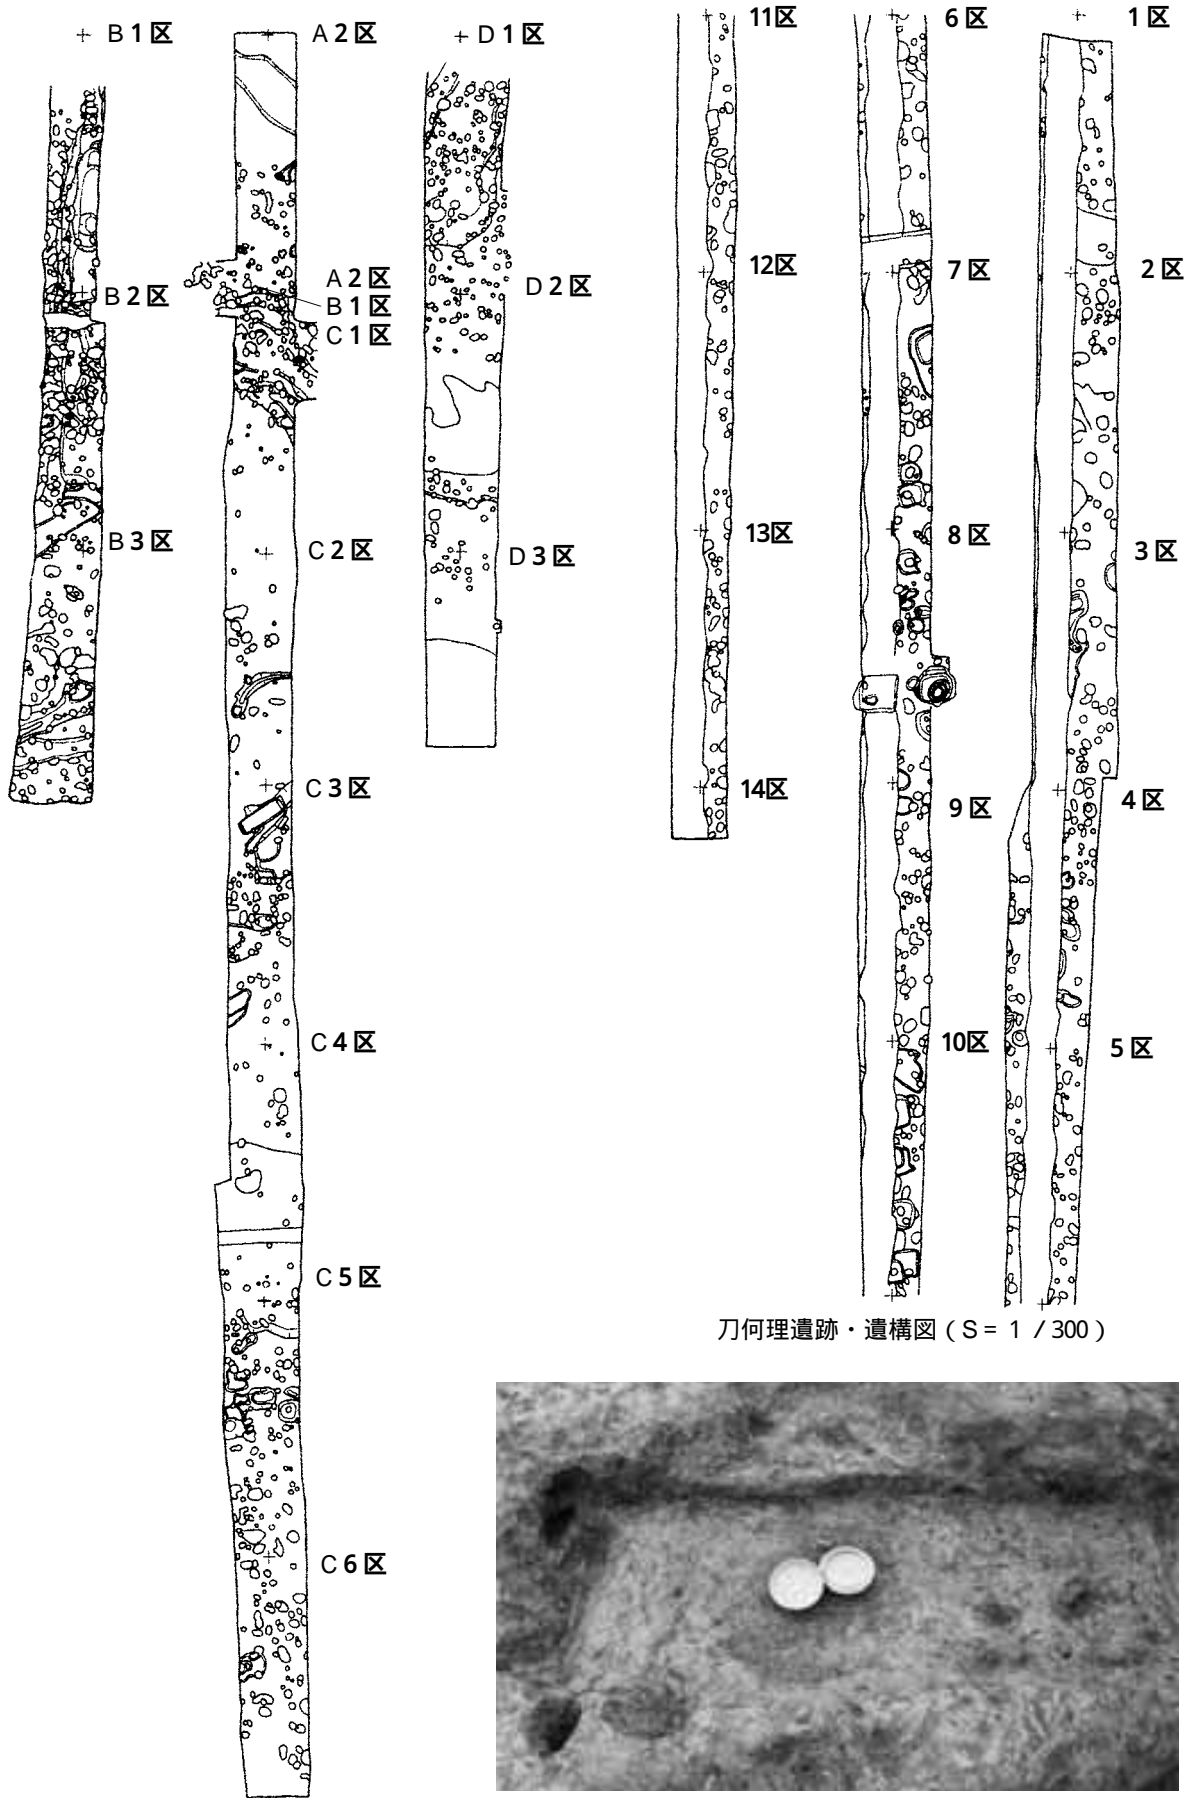 B1区
A2区
D1区
11区
6区
1区
B2区
A2区
B1区
C1区
D2区
12区
7区
2区
B3区
C2区
D3区
13区
8区
3区
C3区
14区
9区
4区
C4区
10区
5区
C5区
刀何理遺跡・遺構図(S=1/300)
C6区